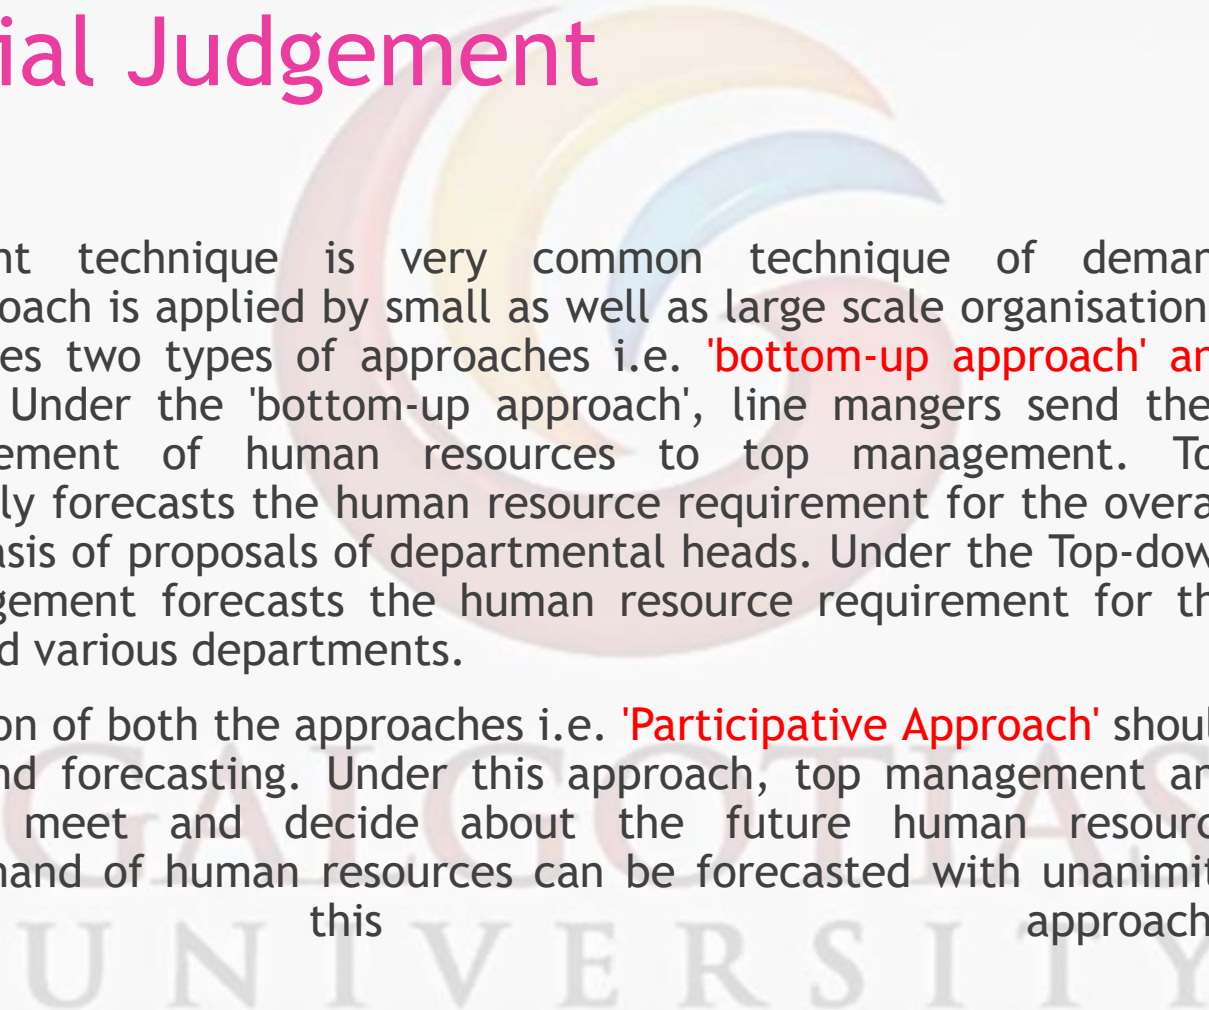 ial Judgement
nt technique is very common technique of deman
oach is applied by small as well as large scale organisation
es two types of approaches i.e. 'bottom-up approach' an
Under the 'bottom-up approach', line mangers send the
ement of human resources to top management. To
ly forecasts the human resource requirement for the overa
asis of proposals of departmental heads. Under the Top-dow
gement forecasts the human resource requirement for th
d various departments.
on of both the approaches i.e. 'Participative Approach' shoul
nd forecasting. Under this approach, top management an
meet and decide about the future human resourc
mand of human resources can be forecasted with unanimit
this approach
GALGOTIAS
UNIVERSITY